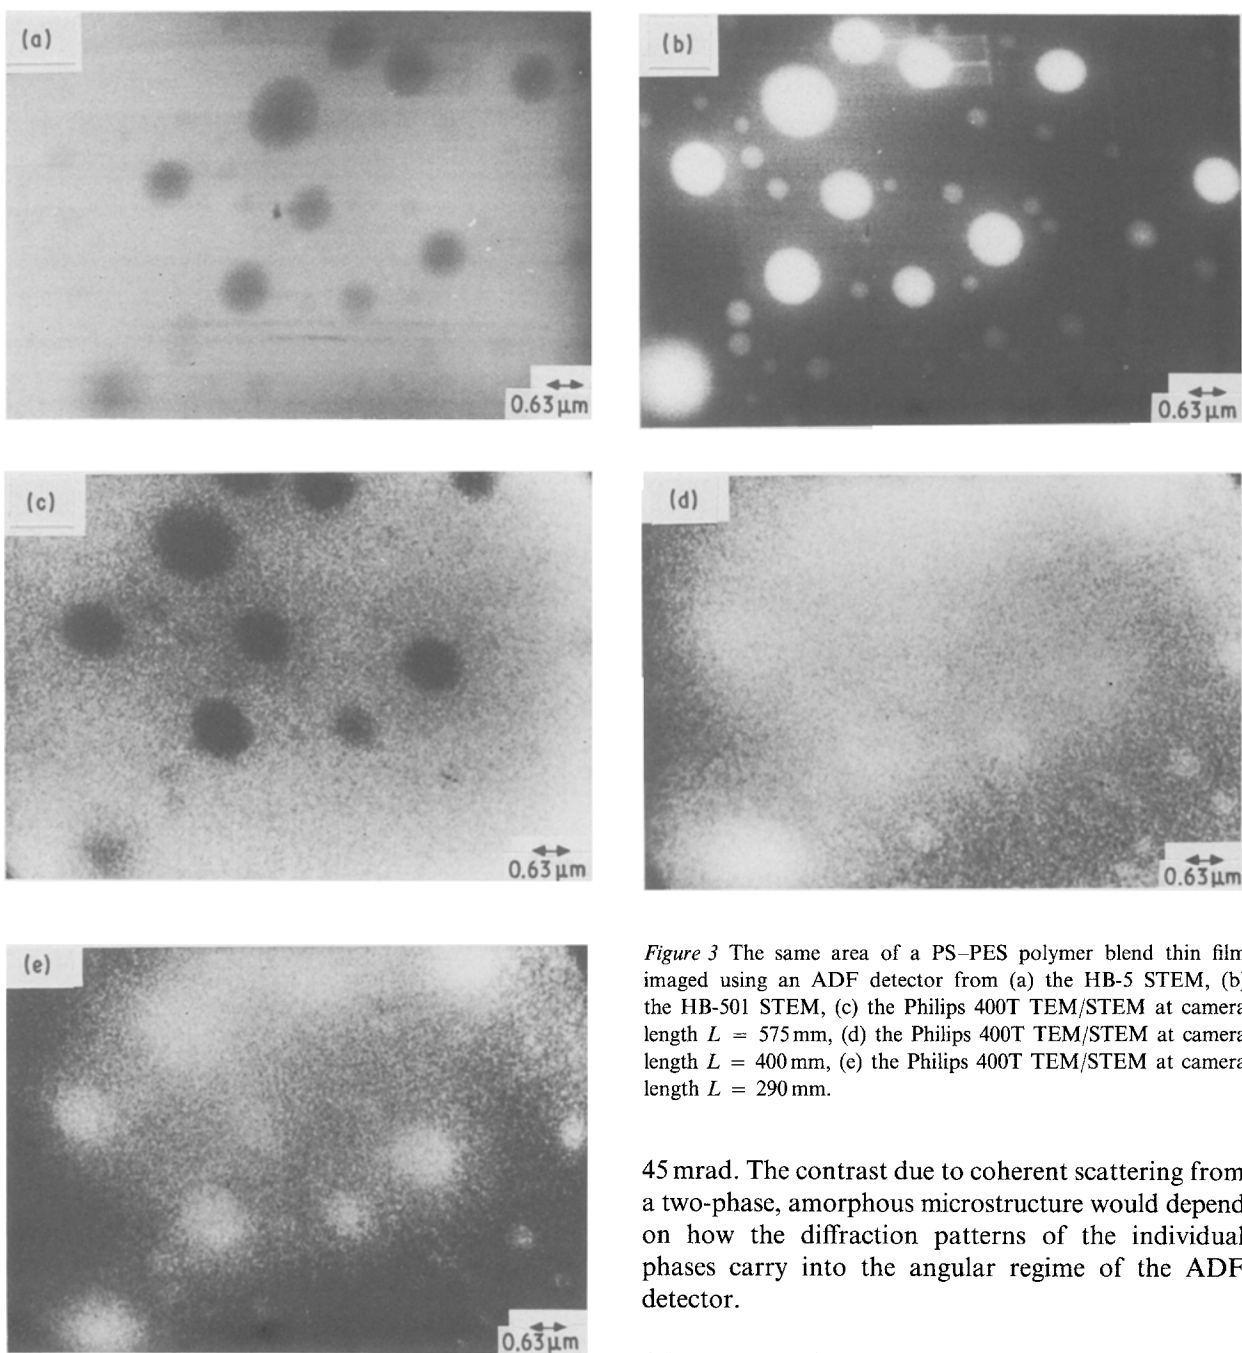 (a)
0.63 µm
(b)
0.63 µm
(c)
0.63 µm
(d)
0.63 µm
(e)
0.63 µm
Figure 3 The same area of a PS–PES polymer blend thin film
imaged using an ADF detector from (a) the HB-5 STEM, (b)
the HB-501 STEM, (c) the Philips 400T TEM/STEM at camera
length L = 575 mm, (d) the Philips 400T TEM/STEM at camera
length L = 400 mm, (e) the Philips 400T TEM/STEM at camera
length L = 290 mm.
45 mrad. The contrast due to coherent scattering from
a two-phase, amorphous microstructure would depend
on how the diffraction patterns of the individual
phases carry into the angular regime of the ADF
detector.